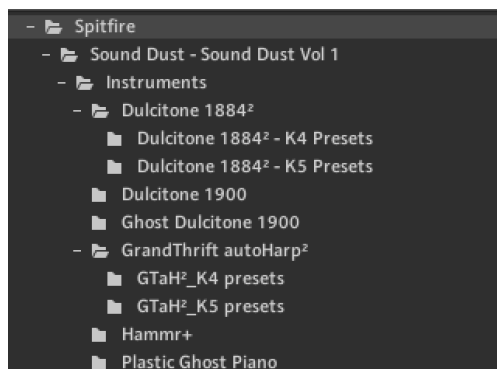 Spitfire
Sound Dust - Sound Dust Vol 1
Instruments
Dulcitone 1884²
Dulcitone 1884² - K4 Presets
Dulcitone 1884² - K5 Presets
Dulcitone 1900
Ghost Dulcitone 1900
GrandThrift autoHarp²
GTaH²_K4 presets
GTaH²_K5 presets
Hammr+
Plastic Ghost Piano